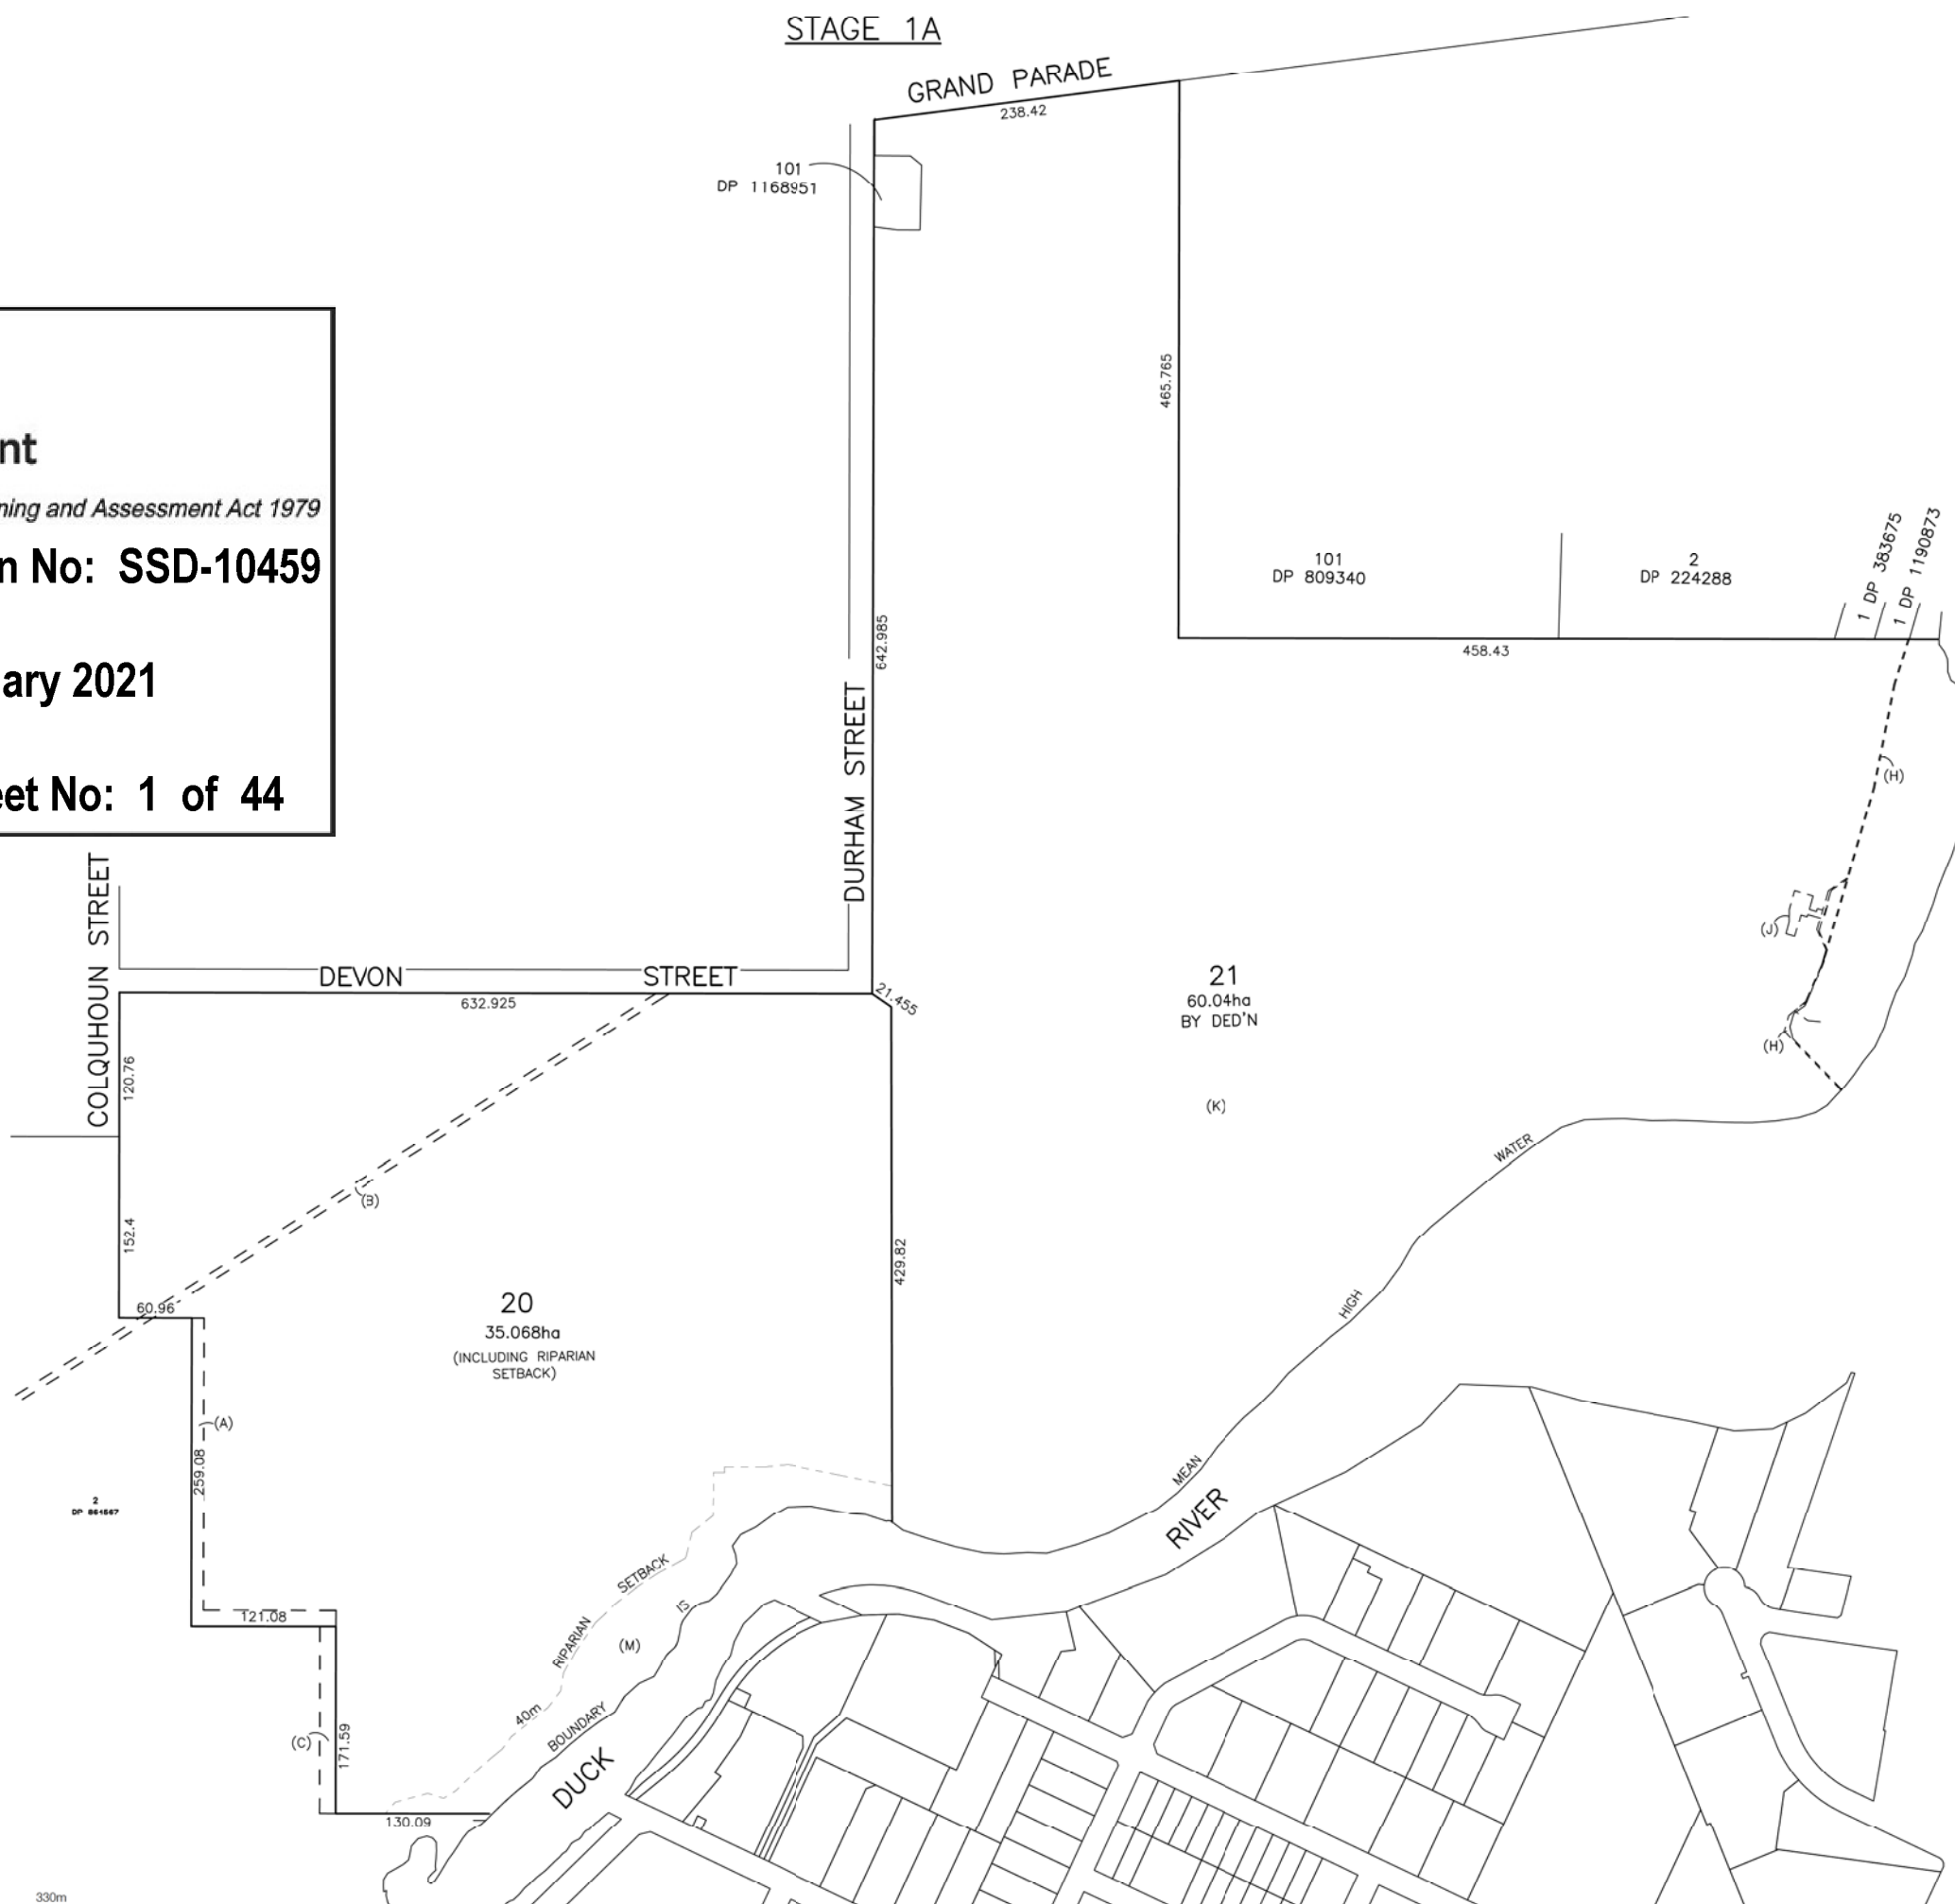 STAGE 1A
GRAND PARADE
238.42
101
DP 1168951
465.765
nt
ning and Assessment Act 1979
n No: SSD-10459
ary 2021
eet No: 1 of 44
101
DP 809340
2
DP 224288
1 DP 383675
1 DP 1190873
458.43
642.985
DURHAM STREET
(H)
COLQUHOUN STREET
(J)
DEVON STREET
632.925
21.455
21
60.04ha
BY DED'N
(H)
120.76
(K)
WATER
(B)
152.4
429.82
HIGH
60.96
20
35.068ha
(INCLUDING RIPARIAN
SETBACK)
(A)
259.08
MEAN
2
DP 861567
RIVER
SETBACK
IS
121.08
RIPARIAN
(M)
40m
BOUNDARY
(C)
171.59
DUCK
130.09
330m